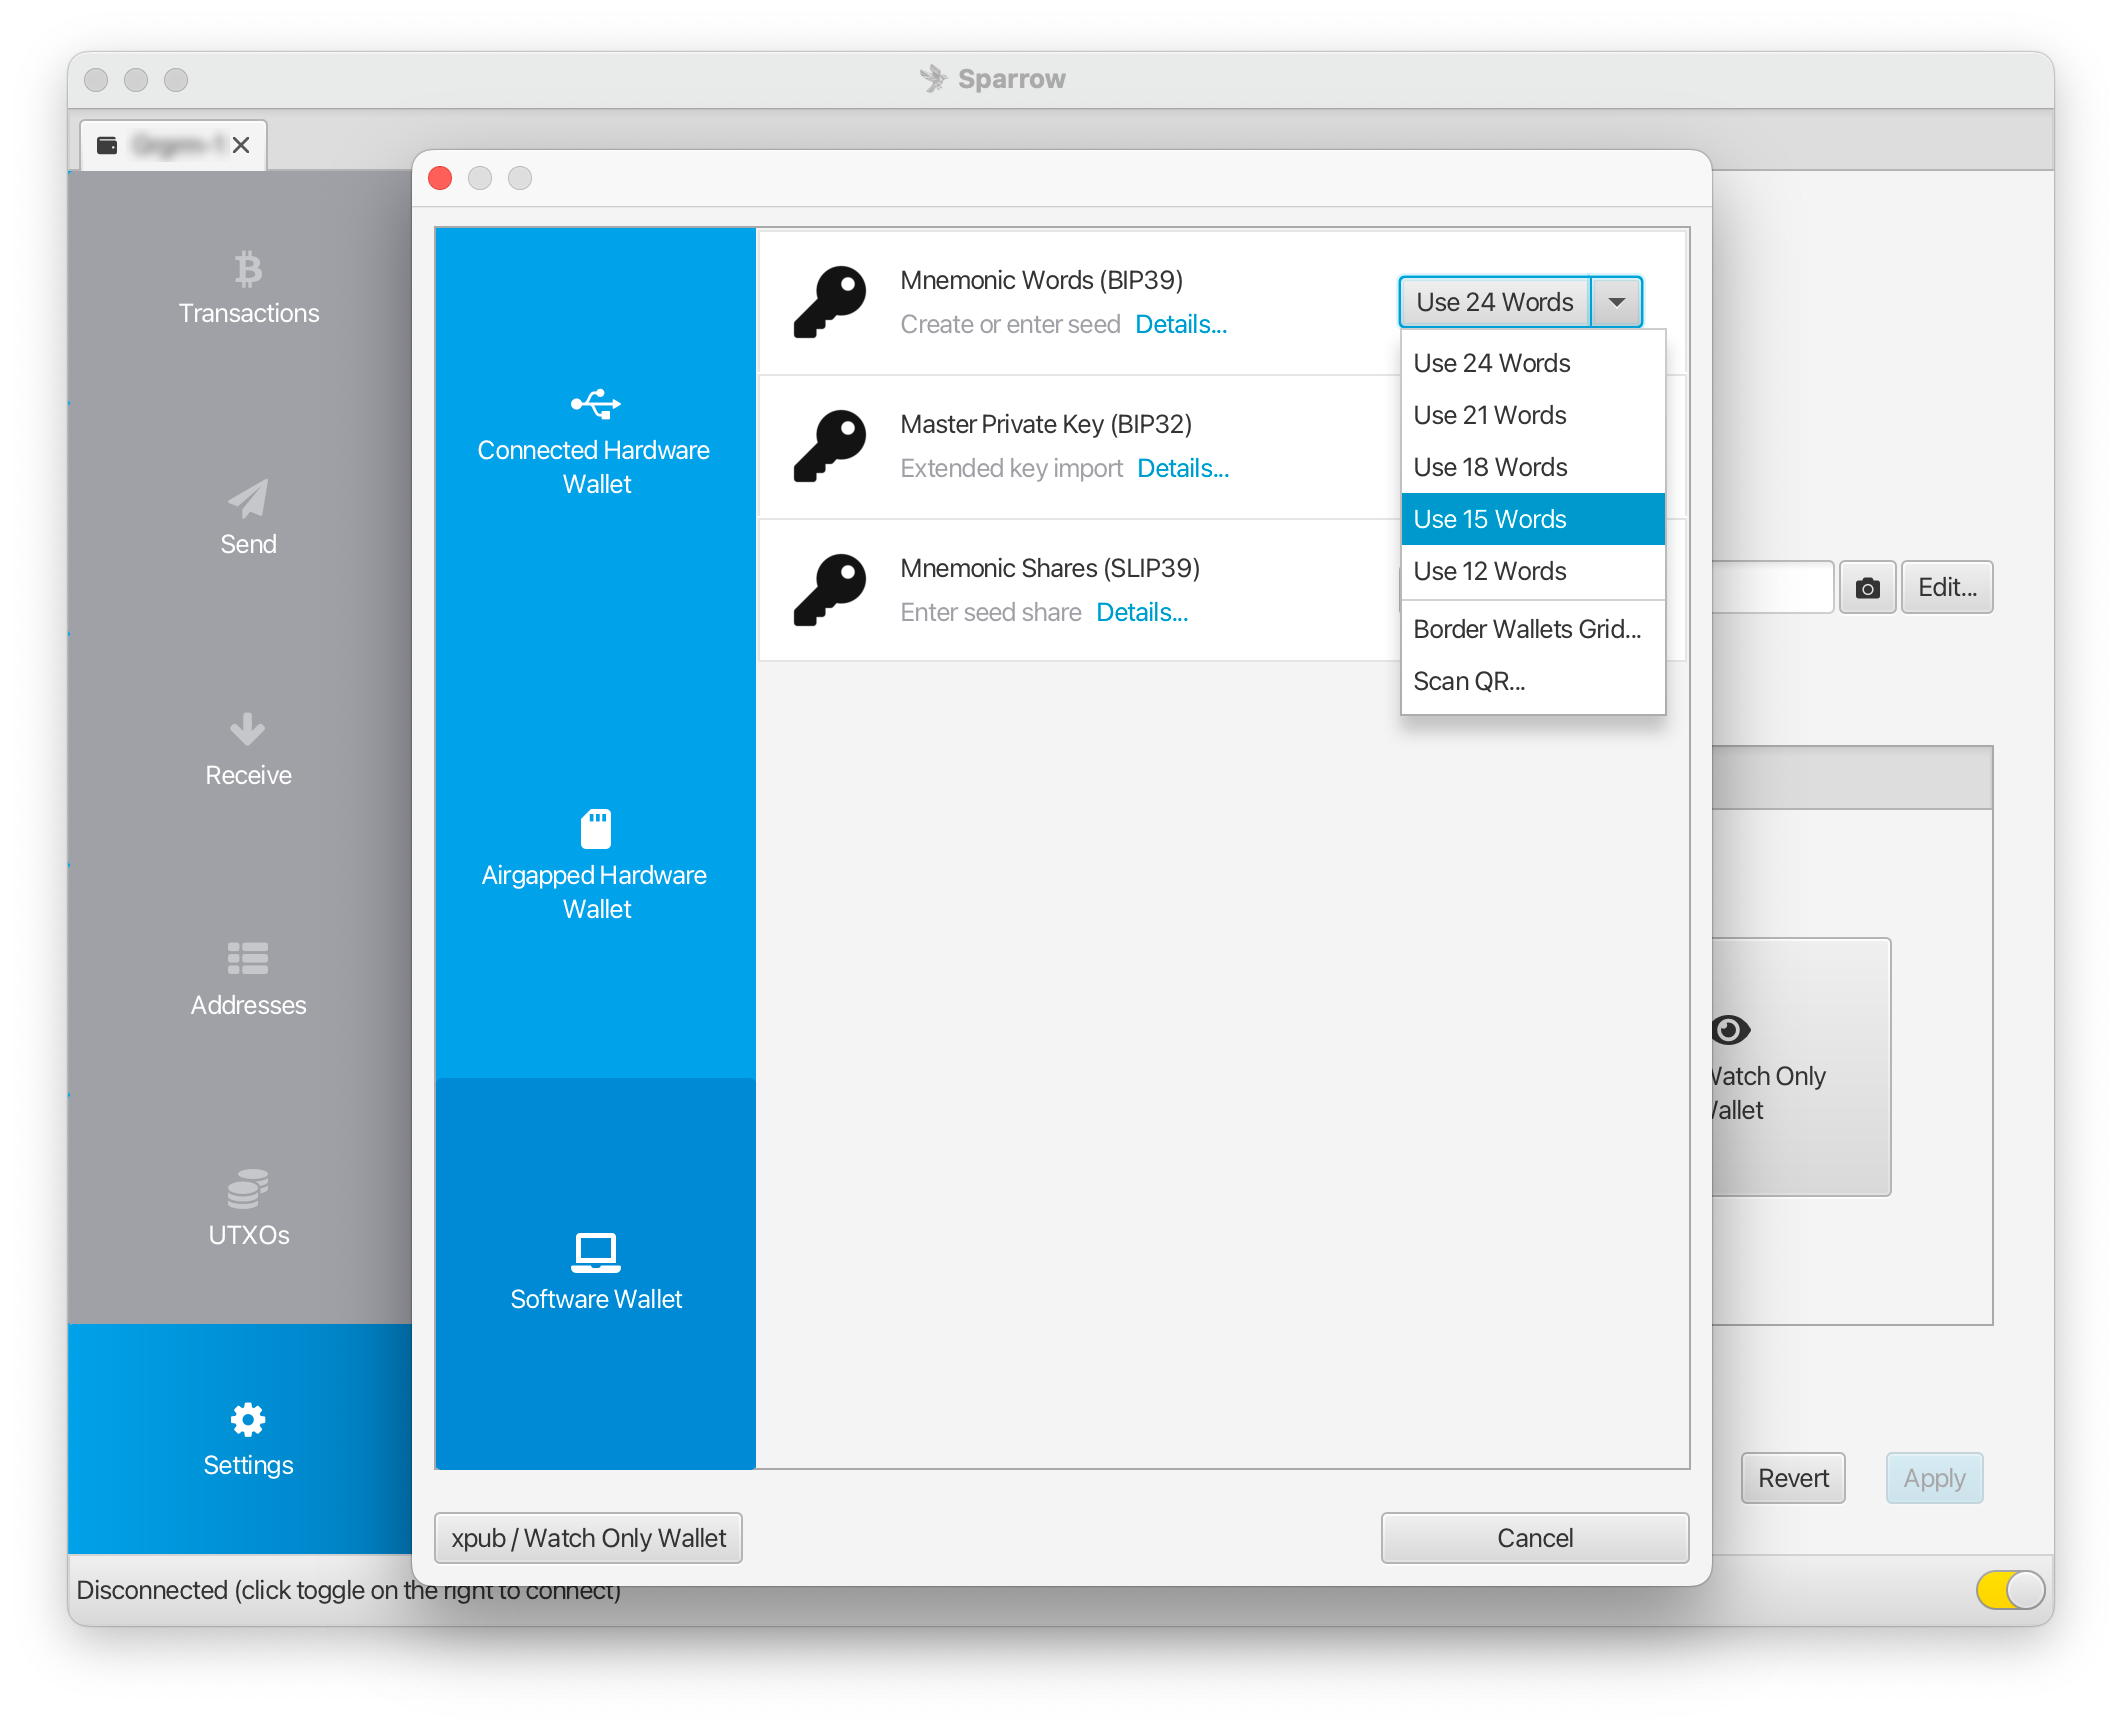 Sparrow
Transactions
Send
Receive
Addresses
UTXOs
Settings
Connected Hardware
Wallet
Airgapped Hardware
Wallet
Software Wallet
Mnemonic Words (BIP39)
Create or enter seed Details...
Master Private Key (BIP32)
Extended key import Details...
Mnemonic Shares (SLIP39)
Enter seed share Details...
Use 24 Words
Use 24 Words
Use 21 Words
Use 18 Words
Use 15 Words
Use 12 Words
Border Wallets Grid...
Scan QR...
Edit...
Watch Only
Wallet
Revert
Apply
xpub / Watch Only Wallet
Cancel
Disconnected (click toggle on the right to connect)